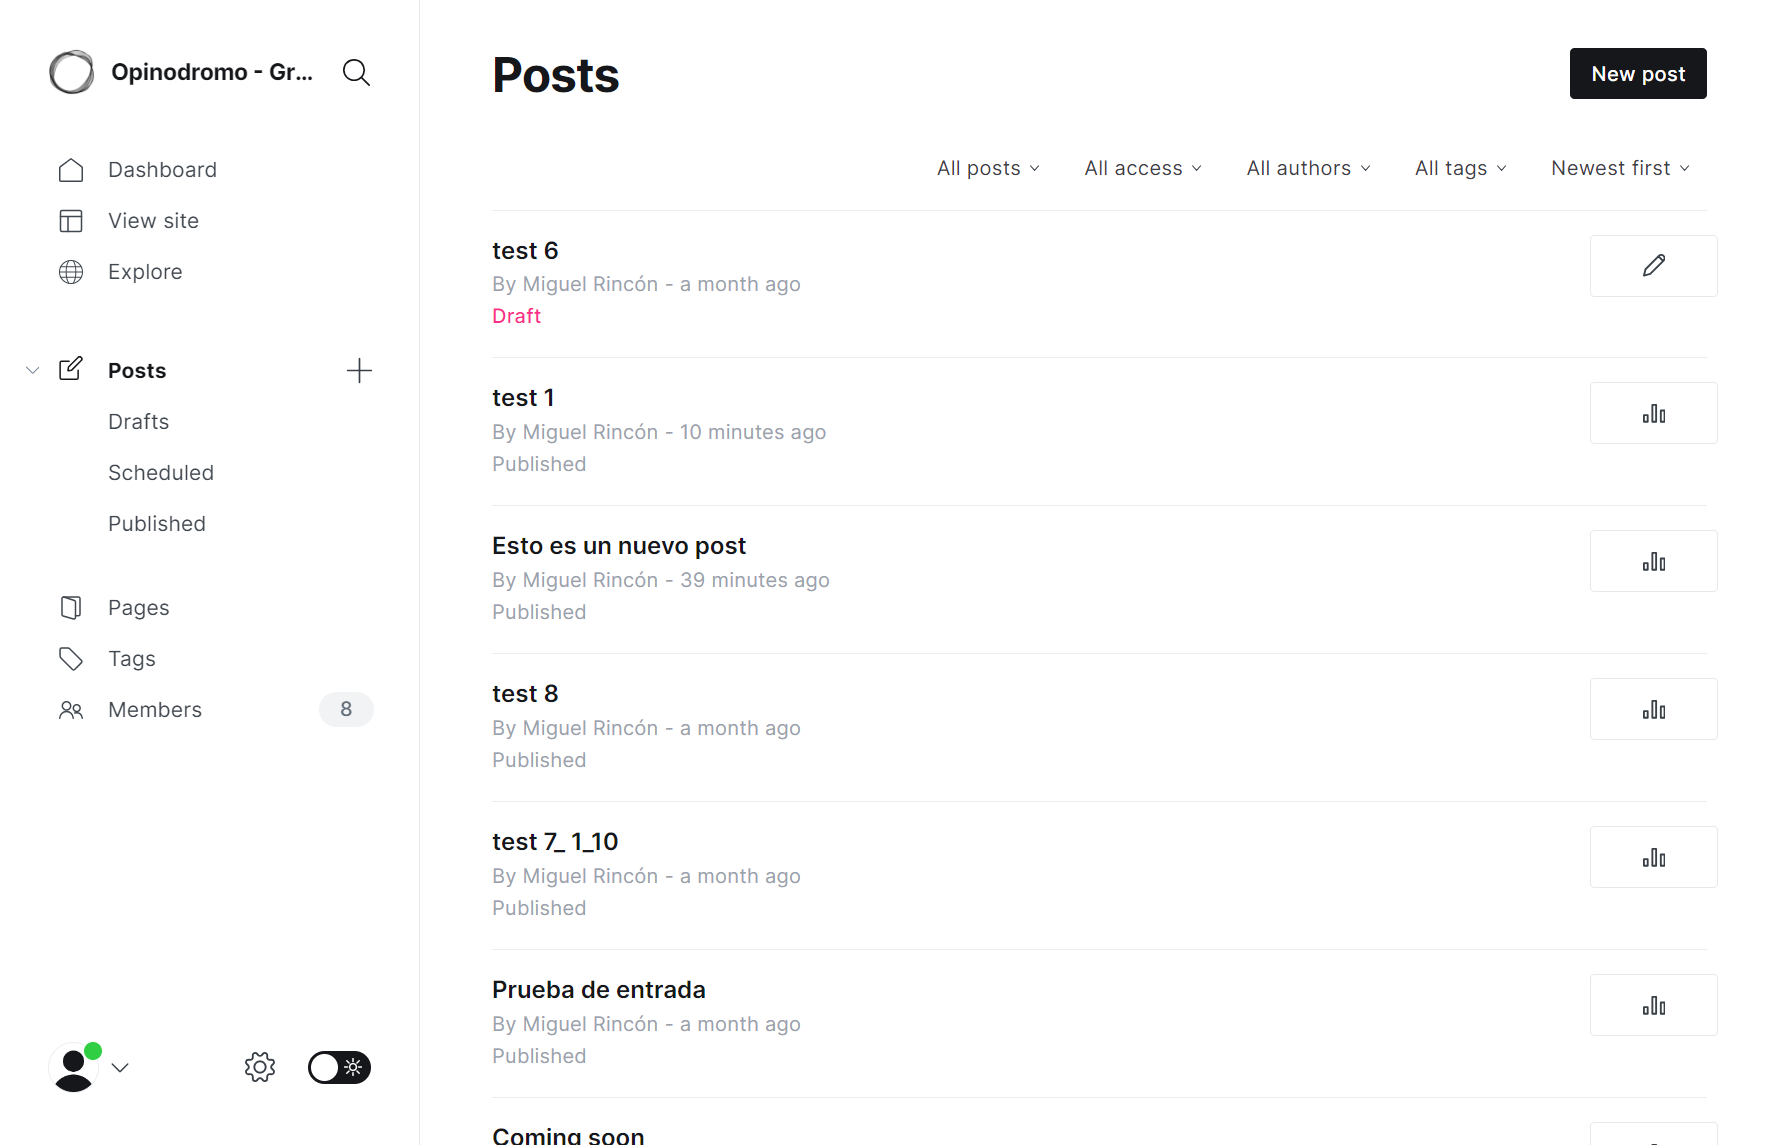 Opinodromo - Gr...
Dashboard
View site
Explore
Posts
Drafts
Scheduled
Published
Pages
Tags
Members 8
Posts
New post
All posts All access All authors All tags Newest first
test 6
By Miguel Rincón - a month ago
Draft
test 1
By Miguel Rincón - 10 minutes ago
Published
Esto es un nuevo post
By Miguel Rincón - 39 minutes ago
Published
test 8
By Miguel Rincón - a month ago
Published
test 7_ 1_10
By Miguel Rincón - a month ago
Published
Prueba de entrada
By Miguel Rincón - a month ago
Published
Coming soon